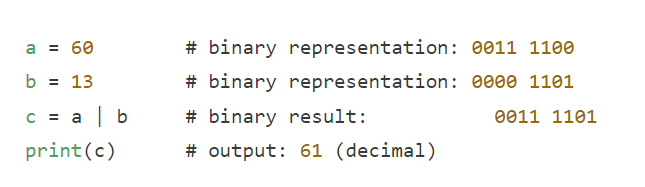 a = 60        # binary representation: 0011 1100
b = 13        # binary representation: 0000 1101
c = a | b     # binary result:           0011 1101
print(c)      # output: 61 (decimal)